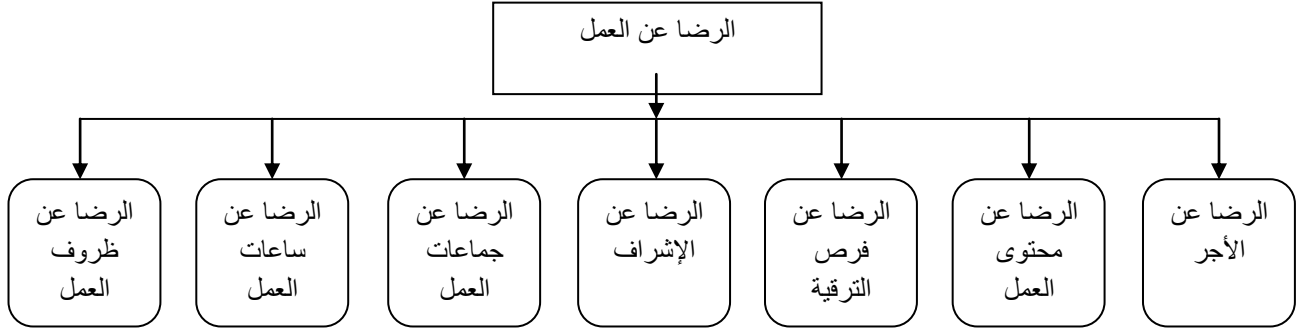 الرضا عن العمل
الرضا عن
الأجر
الرضا عن
محتوى
العمل
الرضا عن
فرص
الترقية
الرضا عن
الإشراف
الرضا عن
جماعات
العمل
الرضا عن
ساعات
العمل
الرضا عن
ظروف
العمل